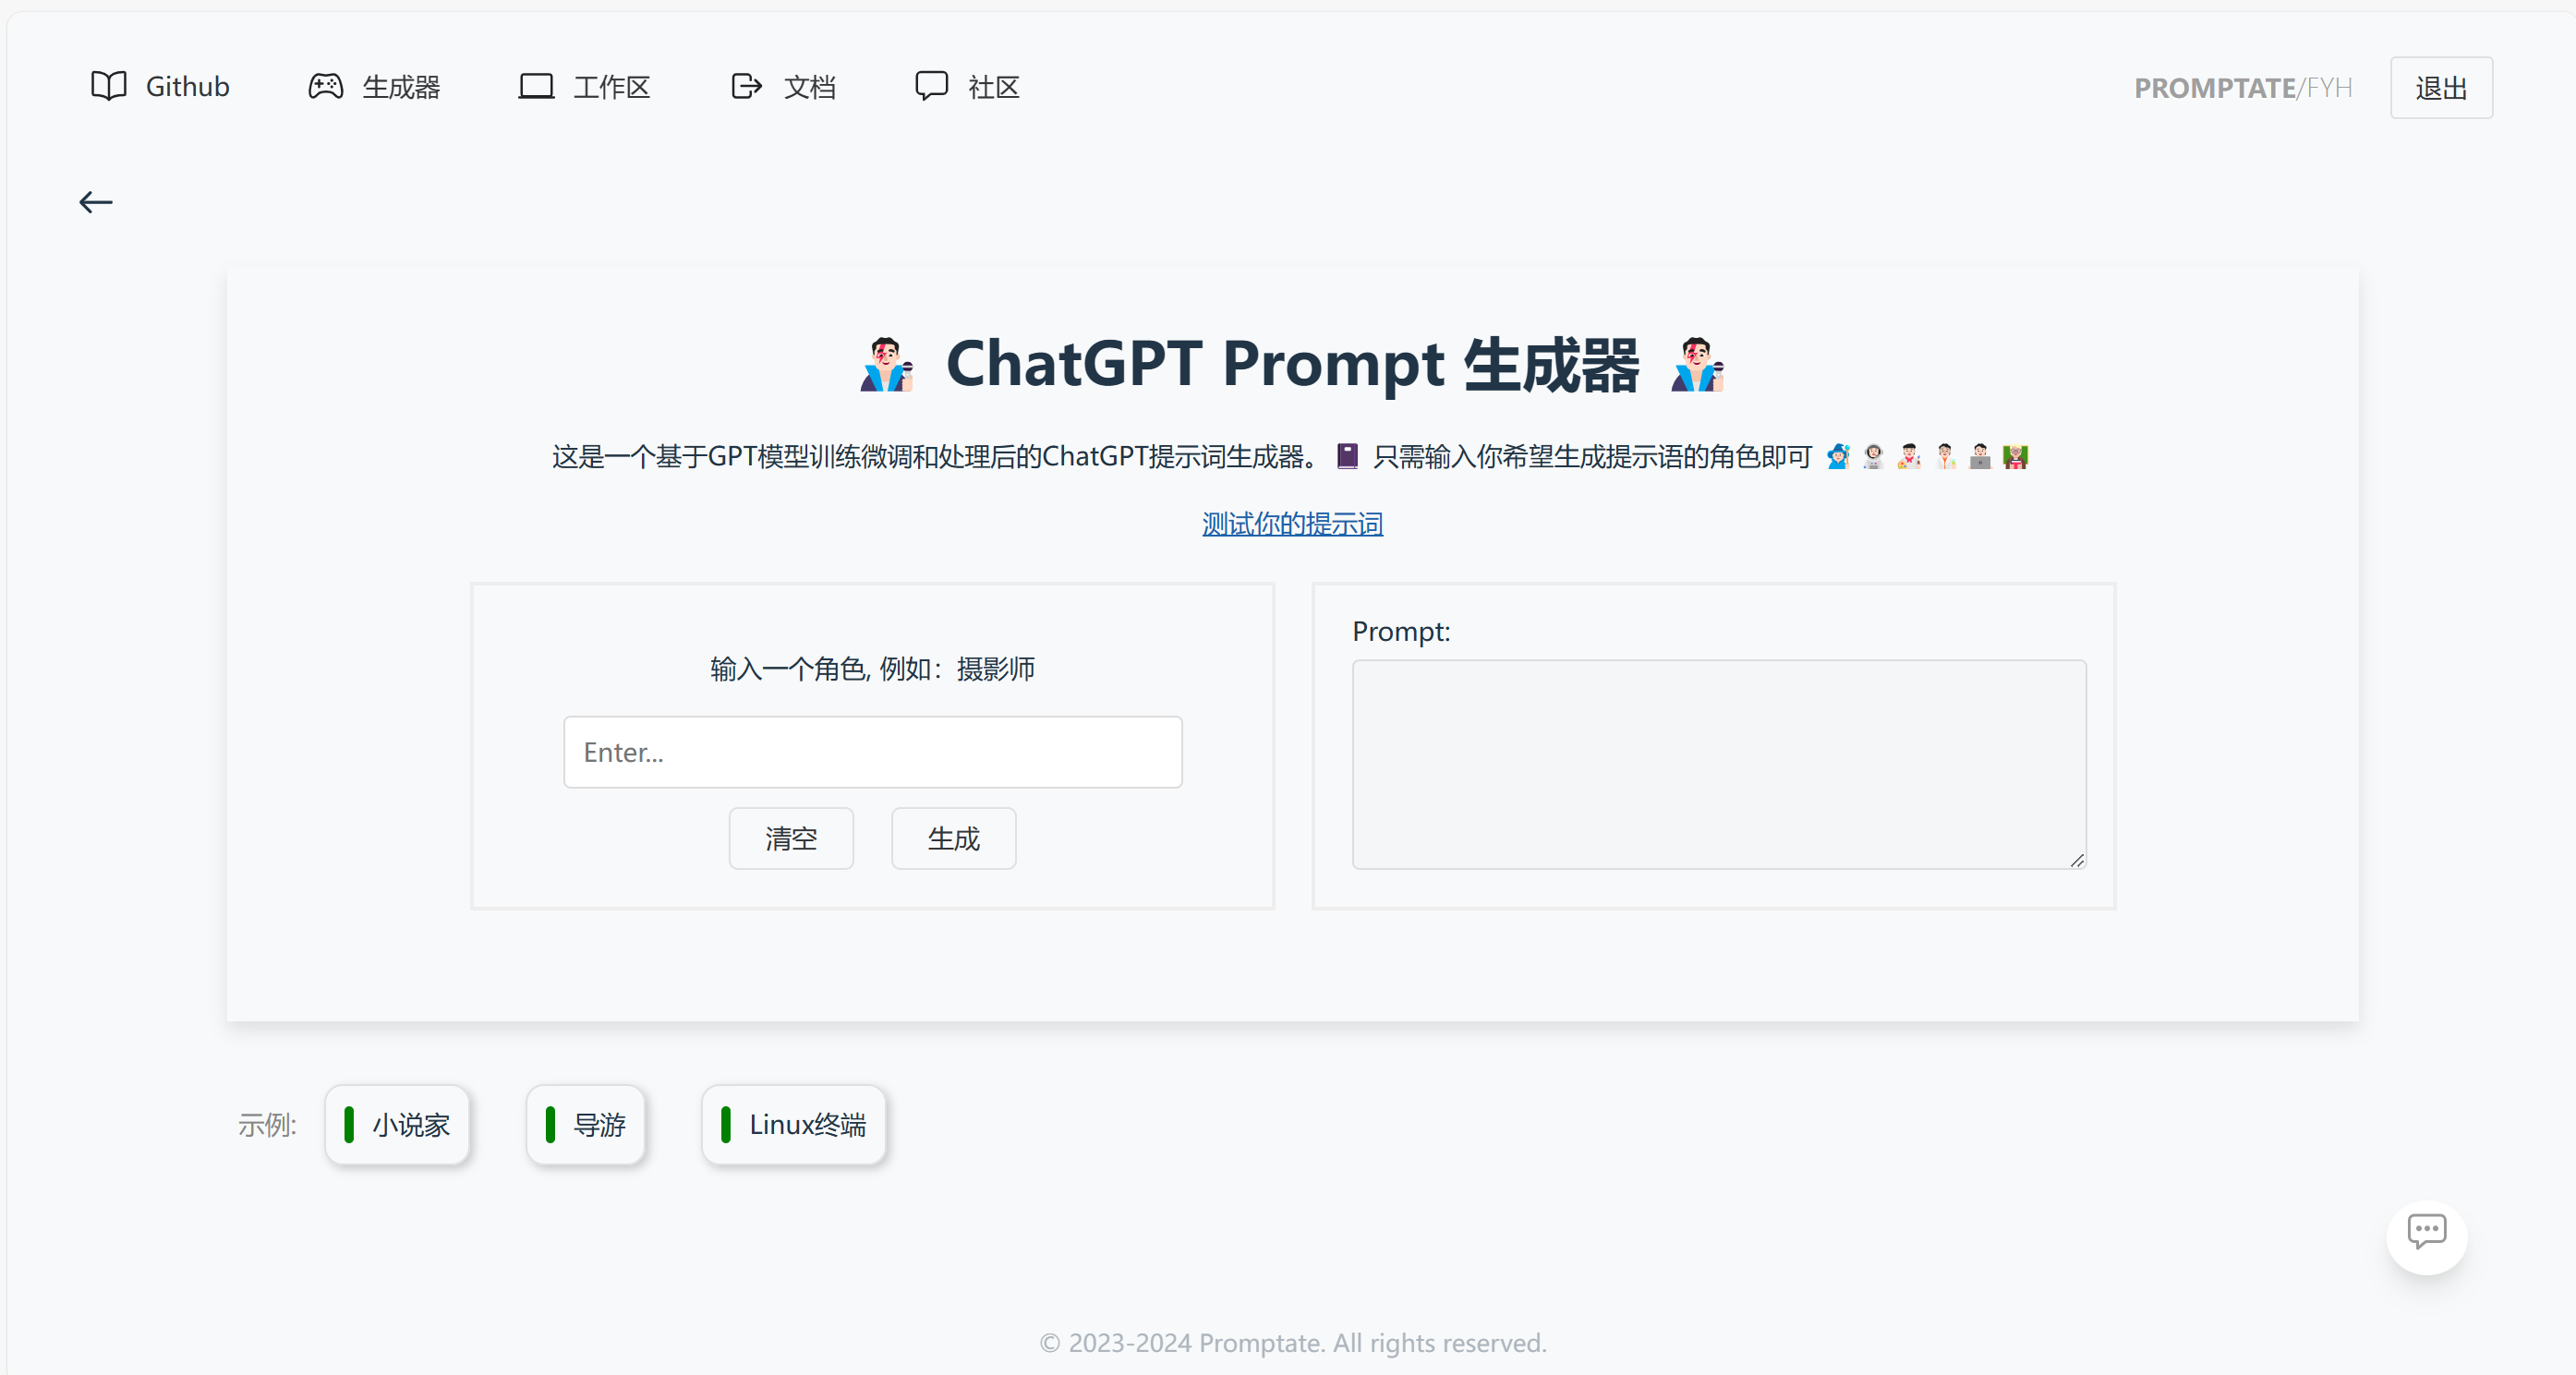 Github 生成器 工作区 文档 社区 PROMPTATE/FYH 退出
ChatGPT Prompt 生成器
这是一个基于GPT模型训练微调和处理后的ChatGPT提示词生成器。 只需输入你希望生成提示语的角色即可
测试你的提示词
输入一个角色, 例如：摄影师
Enter...
清空 生成
Prompt:
示例: 小说家 导游 Linux终端
© 2023-2024 Promptate. All rights reserved.